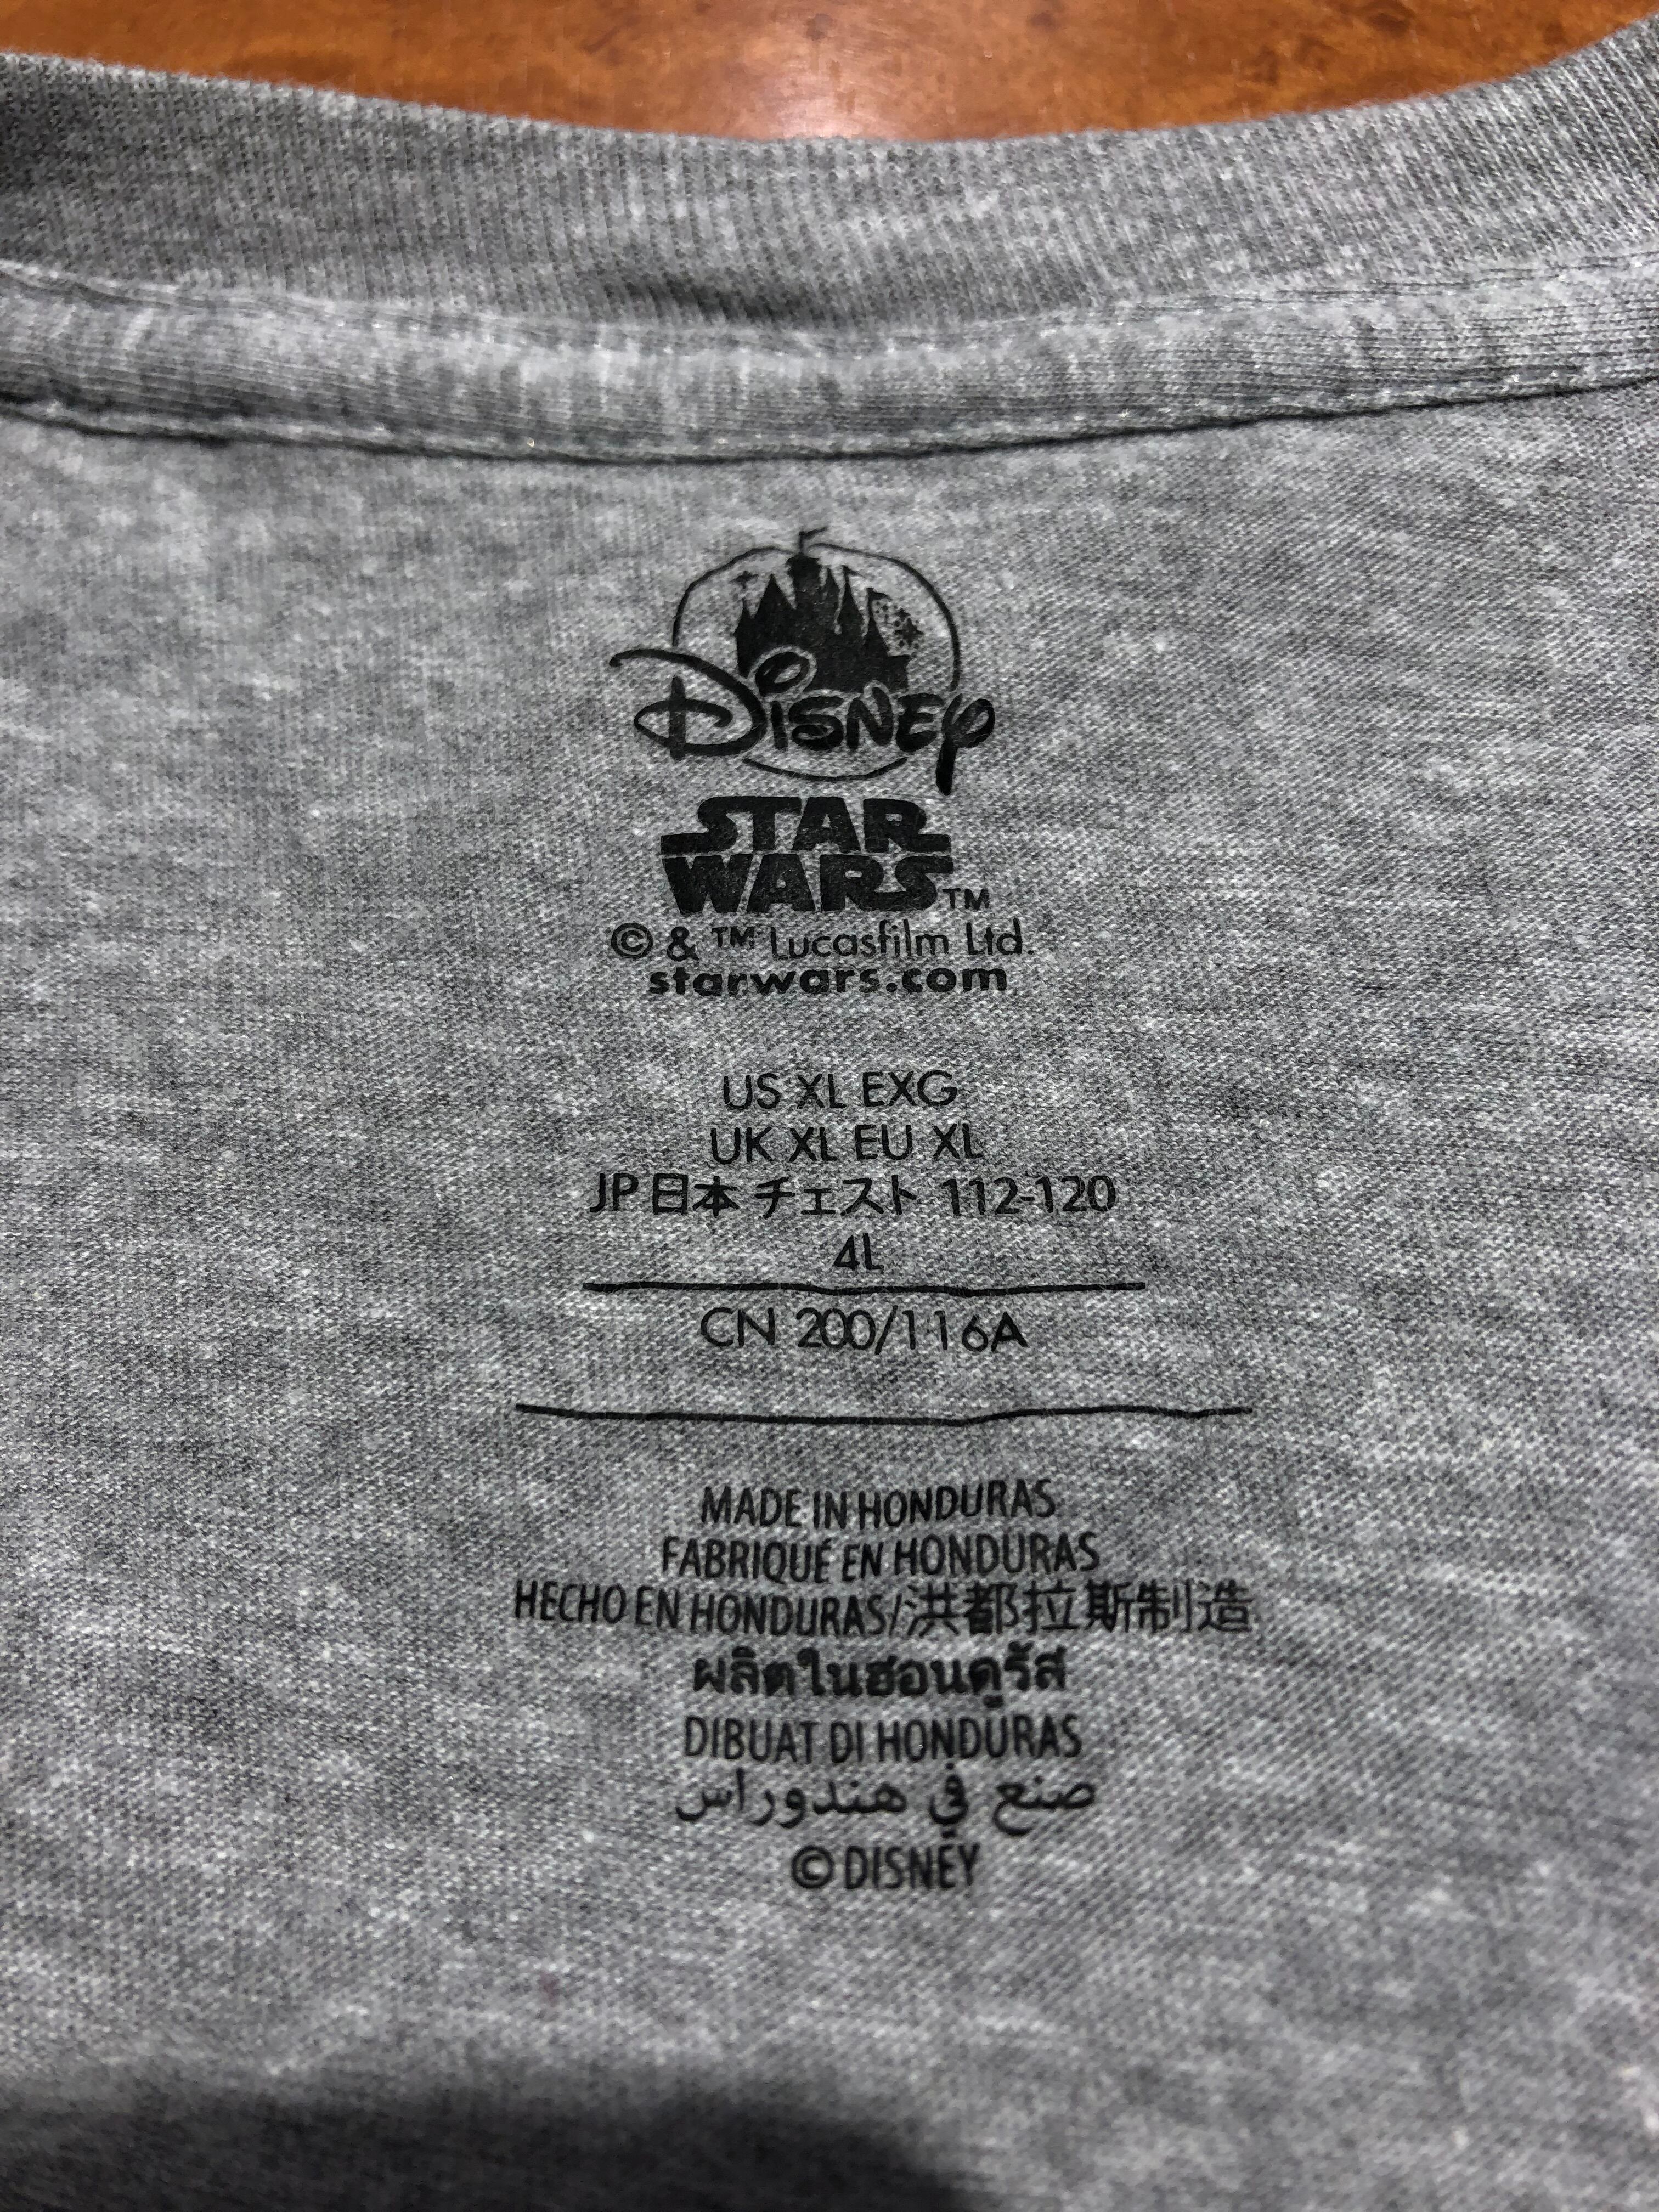 Disney
STAR
WARS™
© & ™ Lucasfilm Ltd.
starwars.com
US XL EXG
UK XL EU XL
JP 日本 チェスト 112-120
4L
CN 200/116A
MADE IN HONDURAS
FABRIQUÉ EN HONDURAS
HECHO EN HONDURAS/洪都拉斯制造
ผลิตในฮอนดูรัส
DIBUAT DI HONDURAS
صنع في هندوراس
© DISNEY